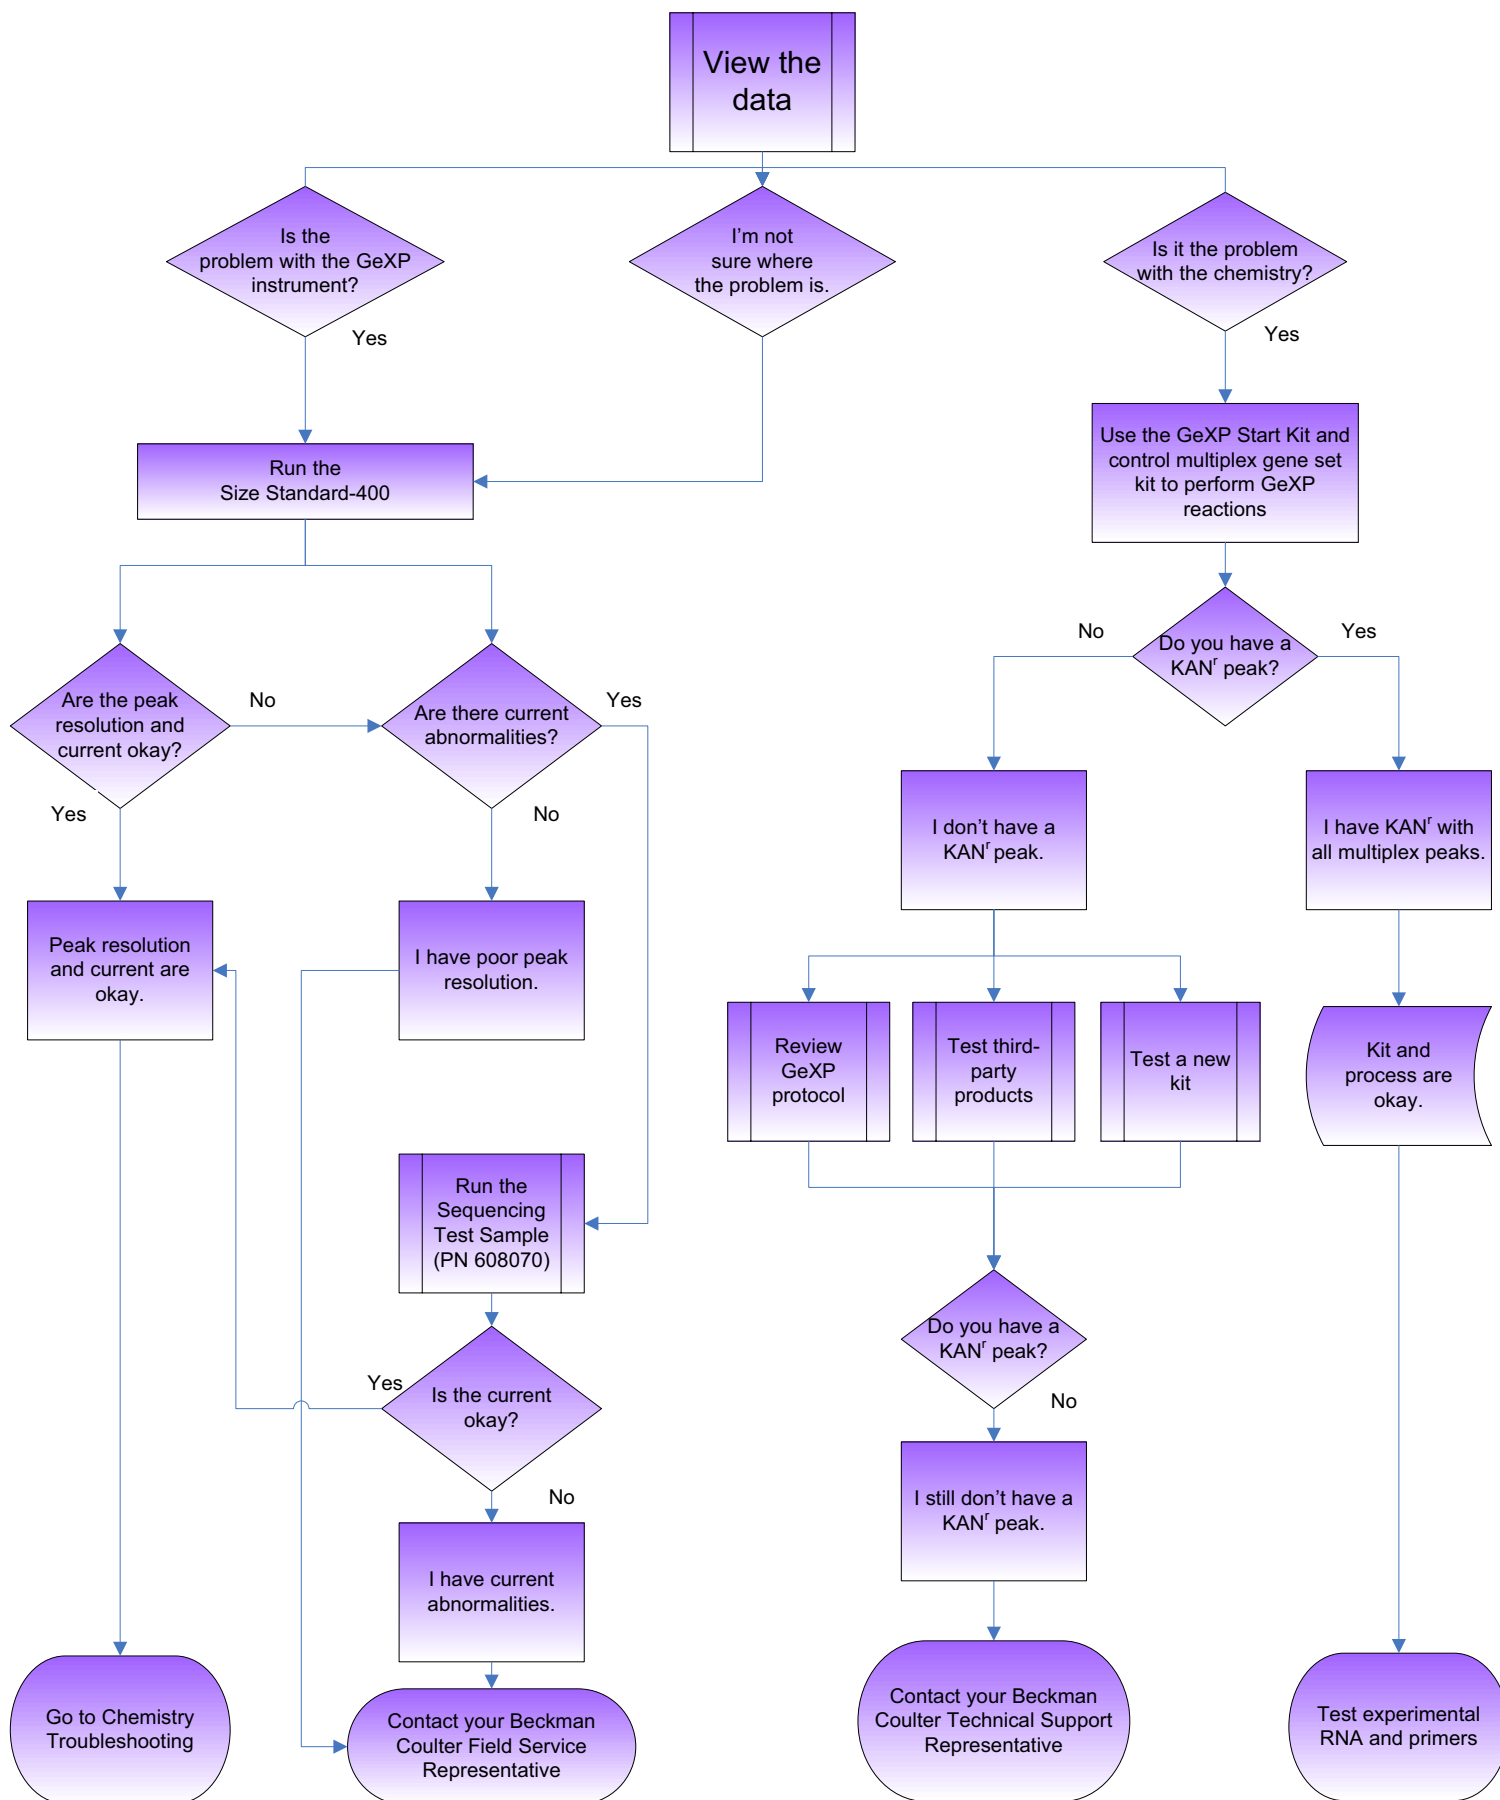 View the
data
Is the
problem with the GeXP
instrument?
I'm not
sure where
the problem is.
Is it the problem
with the chemistry?
Yes
Yes
Run the
Size Standard-400
Use the GeXP Start Kit and
control multiplex gene set
kit to perform GeXP
reactions
Are the peak
resolution and
current okay?
No
Are there current
abnormalities?
Yes
No
Do you have a
KANʳ peak?
Yes
Yes
No
I don't have a
KANʳ peak.
I have KANʳ with
all multiplex peaks.
Peak resolution
and current are
okay.
I have poor peak
resolution.
Review
GeXP
protocol
Test third-
party
products
Test a new
kit
Kit and
process are
okay.
Run the
Sequencing
Test Sample
(PN 608070)
Do you have a
KANʳ peak?
Yes
Is the current
okay?
No
No
I still don't have a
KANʳ peak.
I have current
abnormalities.
Go to Chemistry
Troubleshooting
Contact your Beckman
Coulter Field Service
Representative
Contact your Beckman
Coulter Technical Support
Representative
Test experimental
RNA and primers